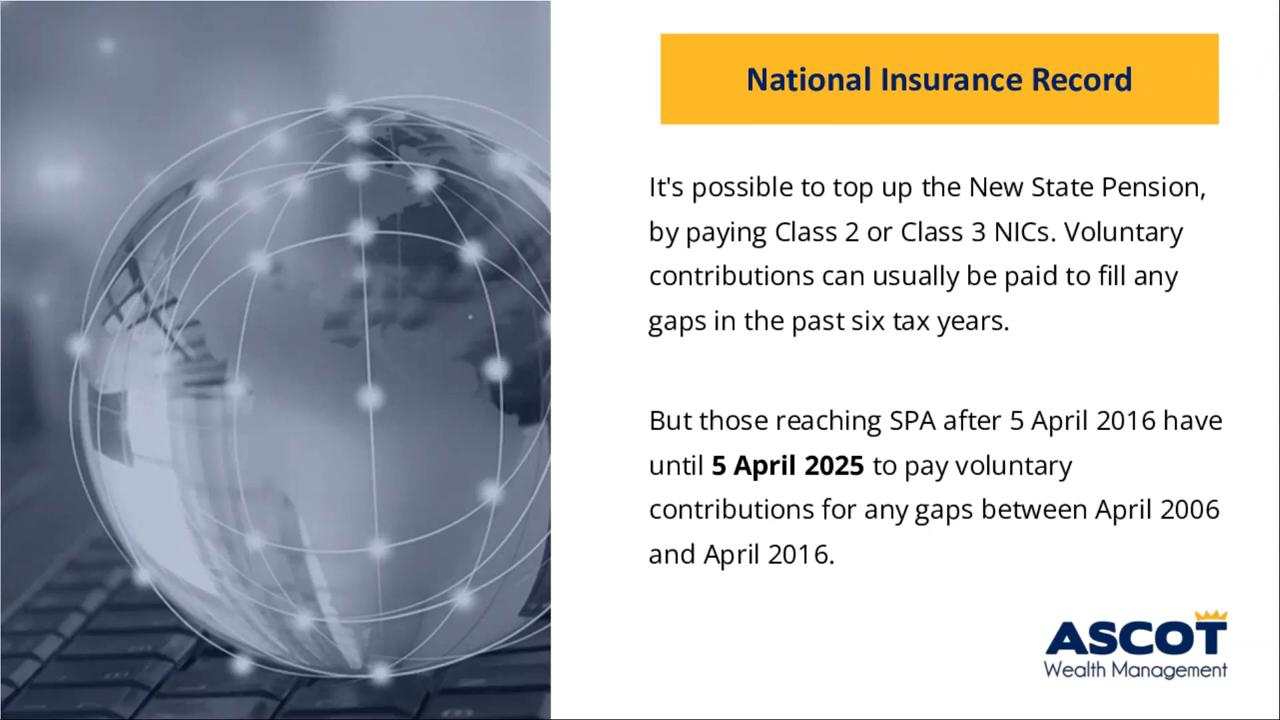 National Insurance Record
It's possible to top up the New State Pension,
by paying Class 2 or Class 3 NICs. Voluntary
contributions can usually be paid to fill any
gaps in the past six tax years.
But those reaching SPA after 5 April 2016 have
until 5 April 2025 to pay voluntary
contributions for any gaps between April 2006
and April 2016.
ASCOT
Wealth Management